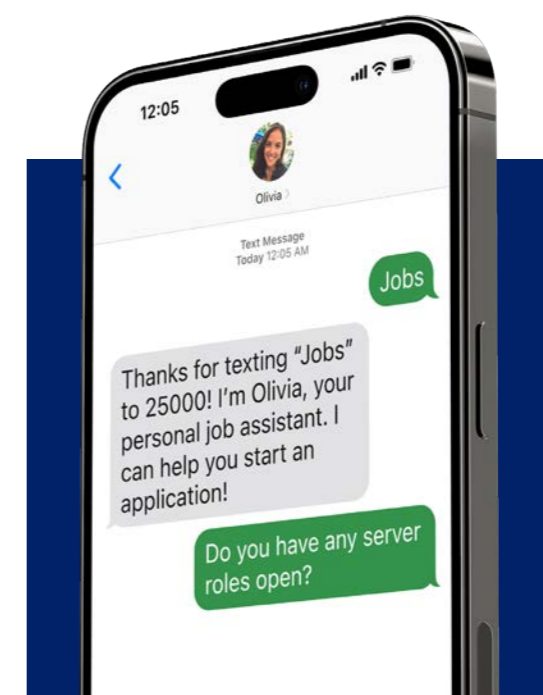 12:05
Olivia
Text Message
Today 12:05 AM
Jobs
Thanks for texting “Jobs”
to 25000! I'm Olivia, your
personal job assistant. I
can help you start an
application!
Do you have any server
roles open?